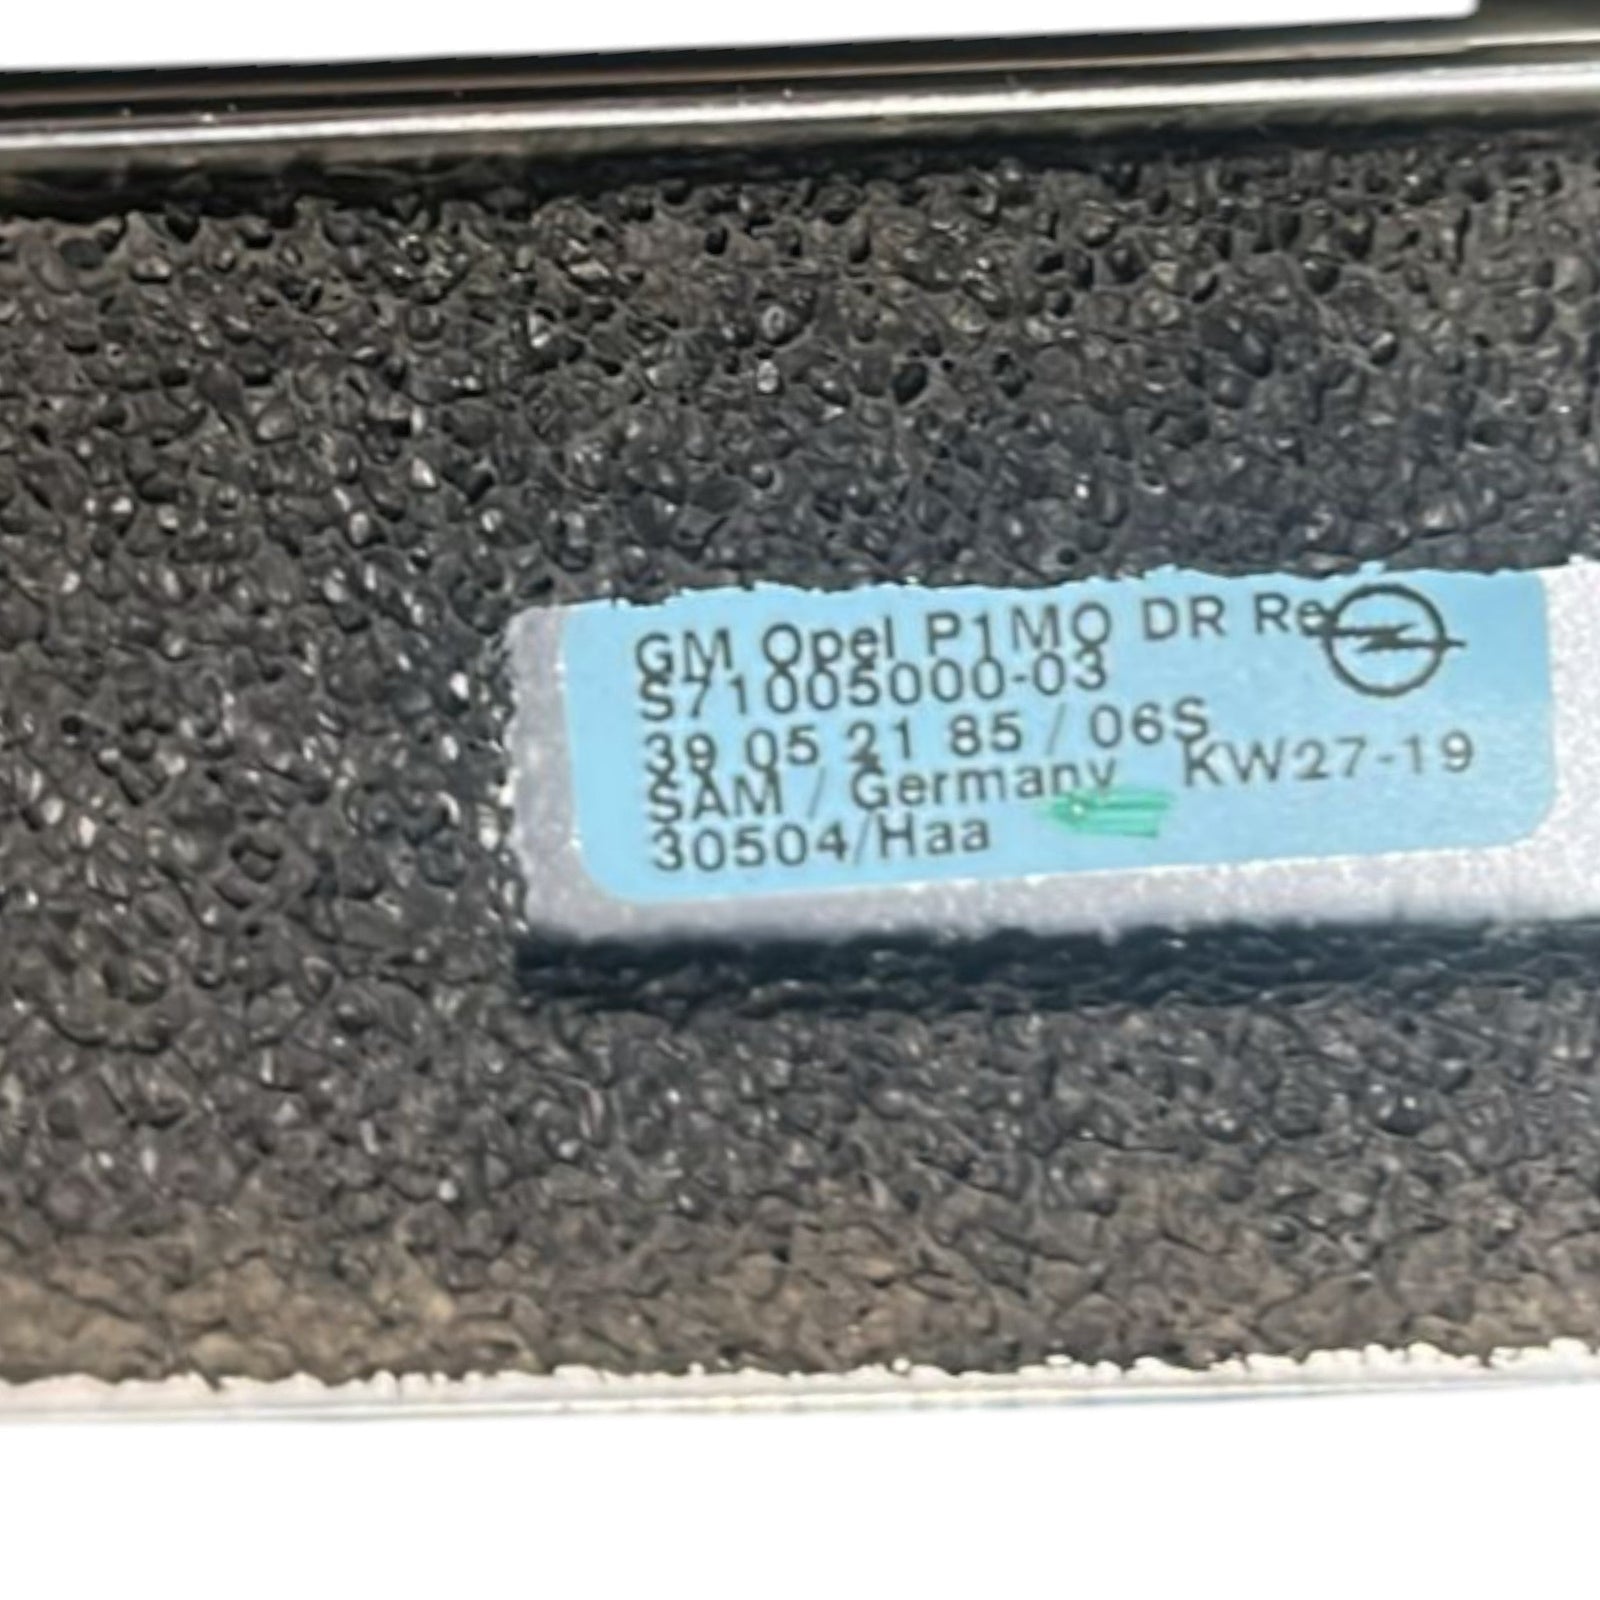 GM Opel P1MO DR Re
S71005000-03
39 05 21 85 / 06S
SAM / Germany KW27-19
30504/Haa